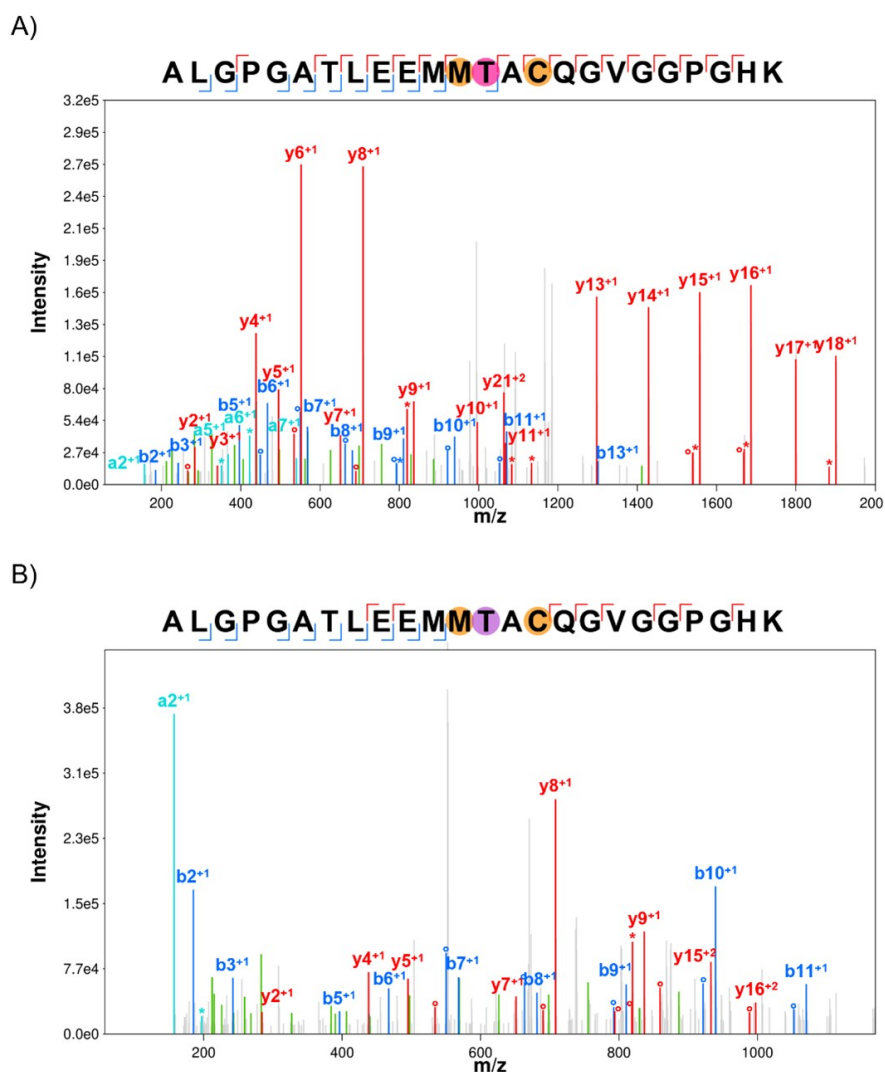 A)
ALGPGATLEEMMTACQGVGGPGHK
3.2e5
2.9e5
2.7e5
2.4e5
2.1e5
1.9e5
1.6e5
1.3e5
1.1e5
8.0e4
5.4e4
2.7e4
0.0e0
Intensity
a2+1
b2+1
b3+1
y2+1
y3+1
a5+1
b5+1
a6+1
y4+1
b6+1
y5+1
a7+1
y6+1
b7+1
y7+1
b8+1
y8+1
b9+1
y9+1
b10+1
y10+1
y21+2
b11+1
y11+1
y13+1
b13+1
y14+1
y15+1
y16+1
y17+1
y18+1
200 400 600 800 1000 1200 1400 1600 1800 200
m/z
B)
ALGPGATLEEMMTACQGVGGPGHK
3.8e5
3.1e5
2.3e5
1.5e5
7.7e4
0.0e0
Intensity
a2+1
b2+1
b3+1
y2+1
b5+1
y4+1
b6+1
y5+1
b7+1
y7+1
b8+1
y8+1
b9+1
y9+1
y15+2
b10+1
y16+2
b11+1
200 400 600 800 1000
m/z